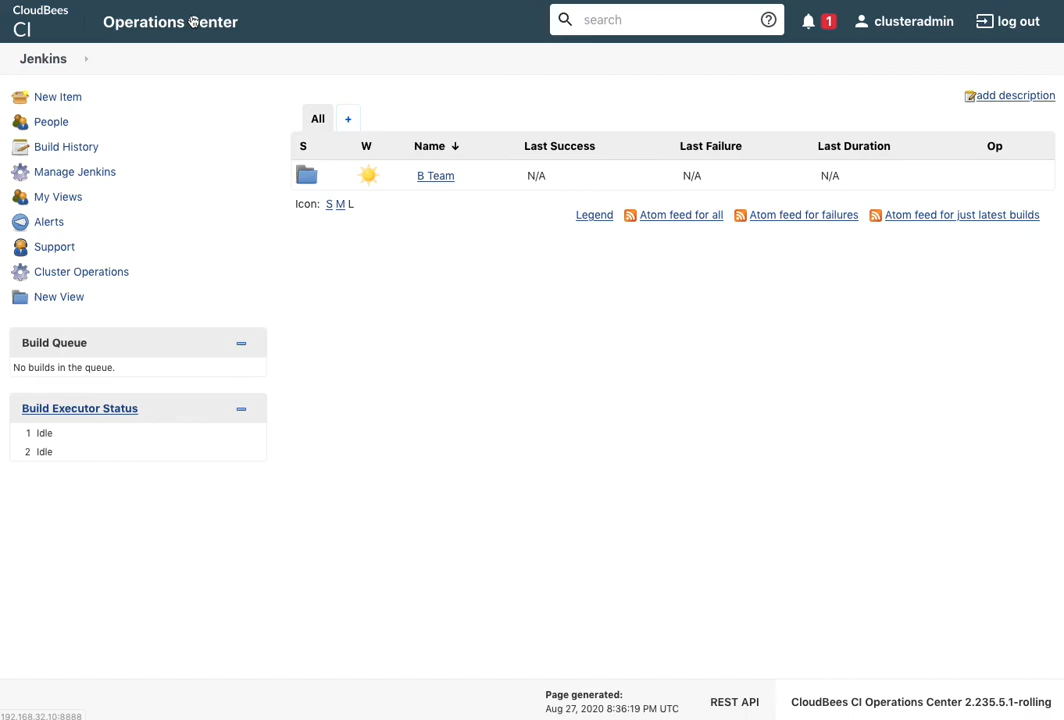 CloudBees
CI
Operations Center
search
1
clusteradmin
log out
Jenkins
New Item
People
Build History
Manage Jenkins
My Views
Alerts
Support
Cluster Operations
New View
Build Queue
No builds in the queue.
Build Executor Status
1 Idle
2 Idle
add description
All +
S W Name ↓ Last Success Last Failure Last Duration Op
B Team N/A N/A N/A
Icon: S M L
Legend Atom feed for all Atom feed for failures Atom feed for just latest builds
Page generated:
Aug 27, 2020 8:36:19 PM UTC
REST API
CloudBees CI Operations Center 2.235.5.1-rolling
192.168.32.10:8888